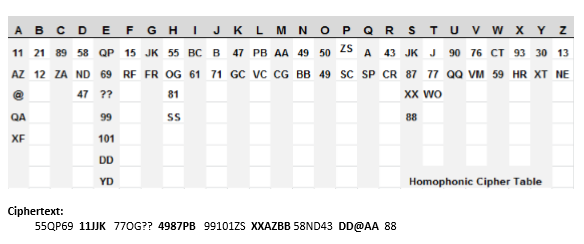 A B C D E F G H I J K L M N O P Q R S T U V W X Y Z
11 21 89 58 QP 15 JK 55 BC B 47 PB AA 49 50 ZS A 43 JK J 90 76 CT 93 30 13
AZ 12 ZA ND 69 RF FR OG 61 71 GC VC CG BB 49 SC SP CR 87 77 QQ VM 59 HR XT NE
@ 47 ?? 81 XX WO
QA 99 SS 88
XF 101
DD
YD Homophonic Cipher Table
Ciphertext:
55QP69 11JJK 77OG?? 4987PB 99101ZS XXAZBB 58ND43 DD@AA 88